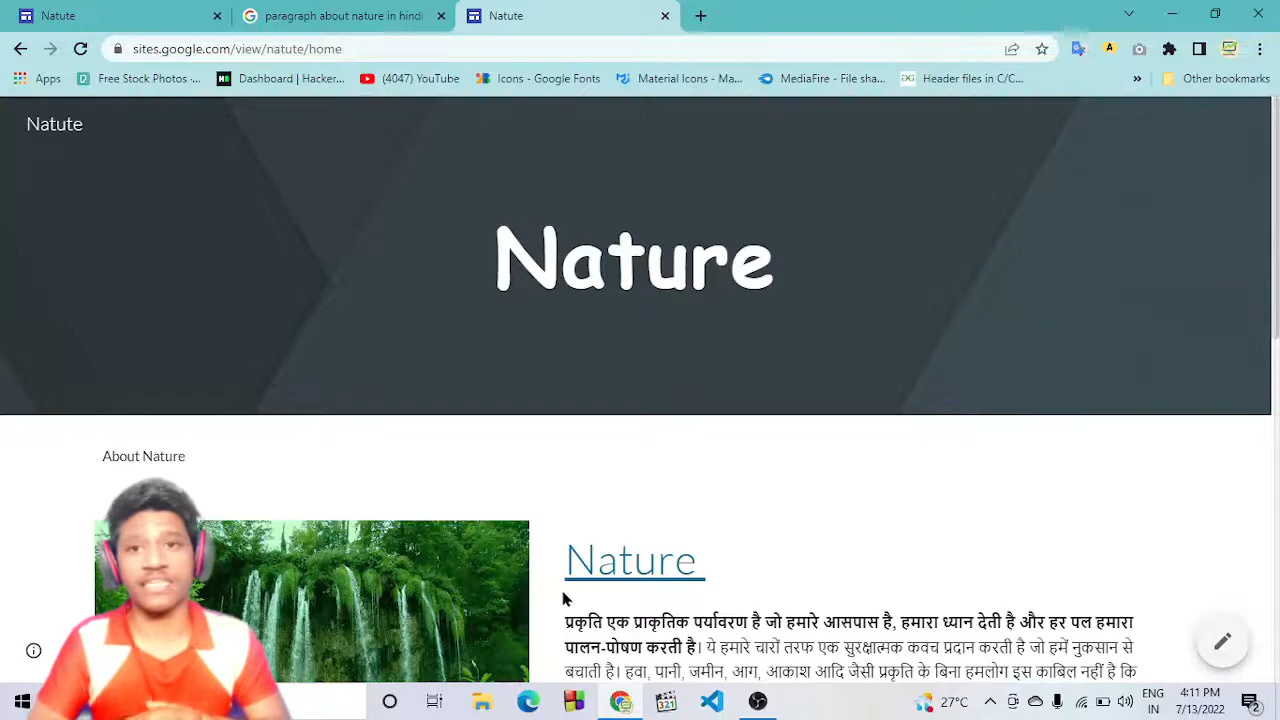 Natute
paragraph about nature in hindi
Natute
sites.google.com/view/natute/home
Apps
Free Stock Photos -...
Dashboard | Hacker...
(4047) YouTube
Icons - Google Fonts
Material Icons - Ma...
MediaFire - File sha...
Header files in C/C...
Other bookmarks
Natute
Nature
About Nature
Nature
प्रकृति एक प्राकृतिक पर्यावरण है जो हमारे आसपास है, हमारा ध्यान देती है और हर पल हमारा
पालन-पोषण करती है। ये हमारे चारों तरफ एक सुरक्षात्मक कवच प्रदान करती है जो हमें नुकसान से
बचाती है। हवा, पानी, जमीन, आग, आकाश आदि जैसी प्रकृति के बिना हमलोग इस काबिल नहीं है कि
27°C
ENG
IN
4:11 PM
7/13/2022
2